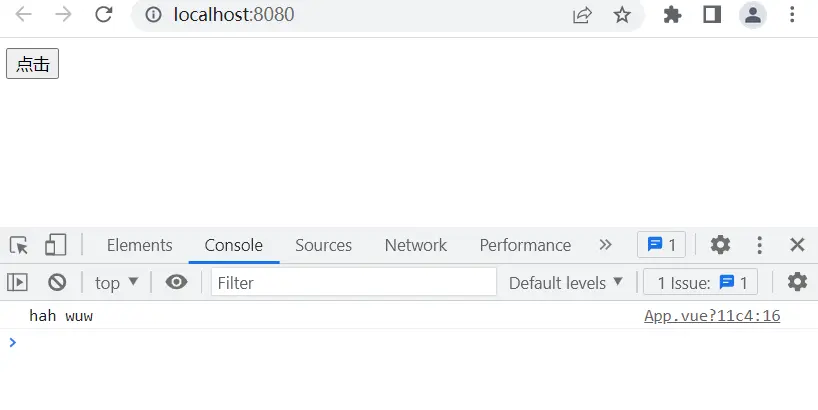 localhost:8080
点击
Elements Console Sources Network Performance 1
top Filter Default levels 1 Issue: 1
hah wuw App.vue?11c4:16